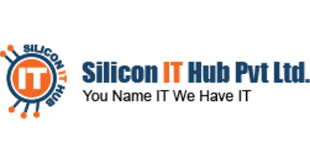 SILICON IT HUB
IT
Silicon IT Hub Pvt Ltd.
You Name IT We Have IT